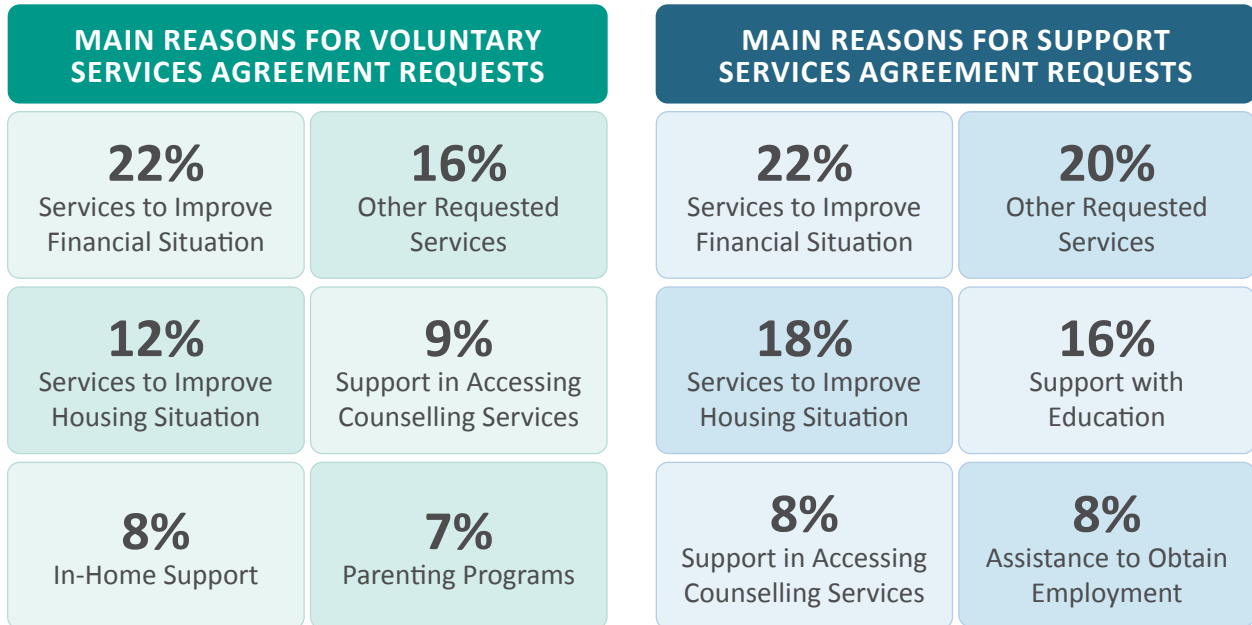 MAIN REASONS FOR VOLUNTARY
SERVICES AGREEMENT REQUESTS
22%
Services to Improve
Financial Situation
16%
Other Requested
Services
12%
Services to Improve
Housing Situation
9%
Support in Accessing
Counselling Services
8%
In-Home Support
7%
Parenting Programs
MAIN REASONS FOR SUPPORT
SERVICES AGREEMENT REQUESTS
22%
Services to Improve
Financial Situation
20%
Other Requested
Services
18%
Services to Improve
Housing Situation
16%
Support with
Education
8%
Support in Accessing
Counselling Services
8%
Assistance to Obtain
Employment